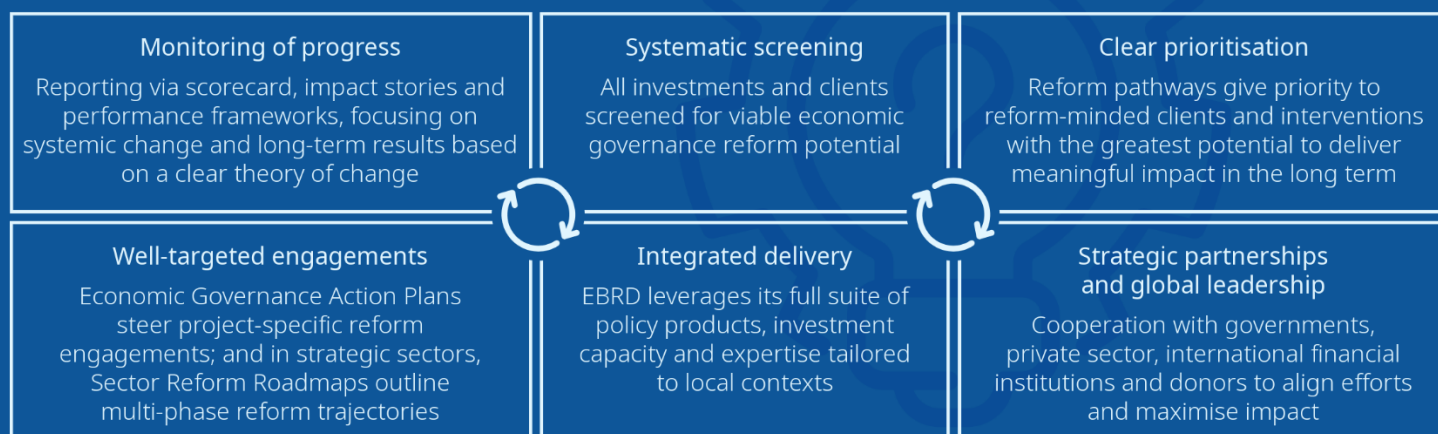 Monitoring of progress
Reporting via scorecard, impact stories and
performance frameworks, focusing on
systemic change and long-term results based
on a clear theory of change
Systematic screening
All investments and clients
screened for viable economic
governance reform potential
Clear prioritisation
Reform pathways give priority to
reform-minded clients and interventions
with the greatest potential to deliver
meaningful impact in the long term
Well-targeted engagements
Economic Governance Action Plans
steer project-specific reform
engagements; and in strategic sectors,
Sector Reform Roadmaps outline
multi-phase reform trajectories
Integrated delivery
EBRD leverages its full suite of
policy products, investment
capacity and expertise tailored
to local contexts
Strategic partnerships
and global leadership
Cooperation with governments,
private sector, international financial
institutions and donors to align efforts
and maximise impact